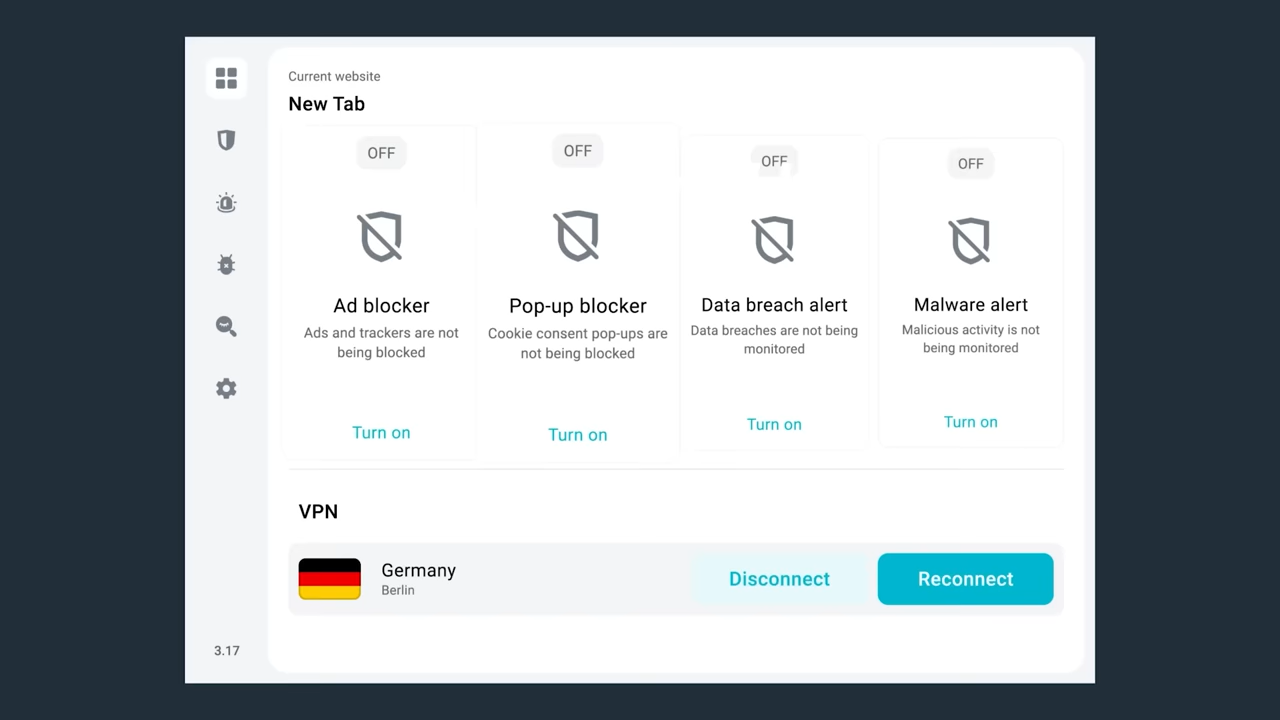 Current website
New Tab
OFF
OFF
OFF
OFF
Ad blocker
Ads and trackers are not
being blocked
Turn on
Pop-up blocker
Cookie consent pop-ups are
not being blocked
Turn on
Data breach alert
Data breaches are not being
monitored
Turn on
Malware alert
Malicious activity is not
being monitored
Turn on
VPN
Germany
Berlin
Disconnect
Reconnect
3.17